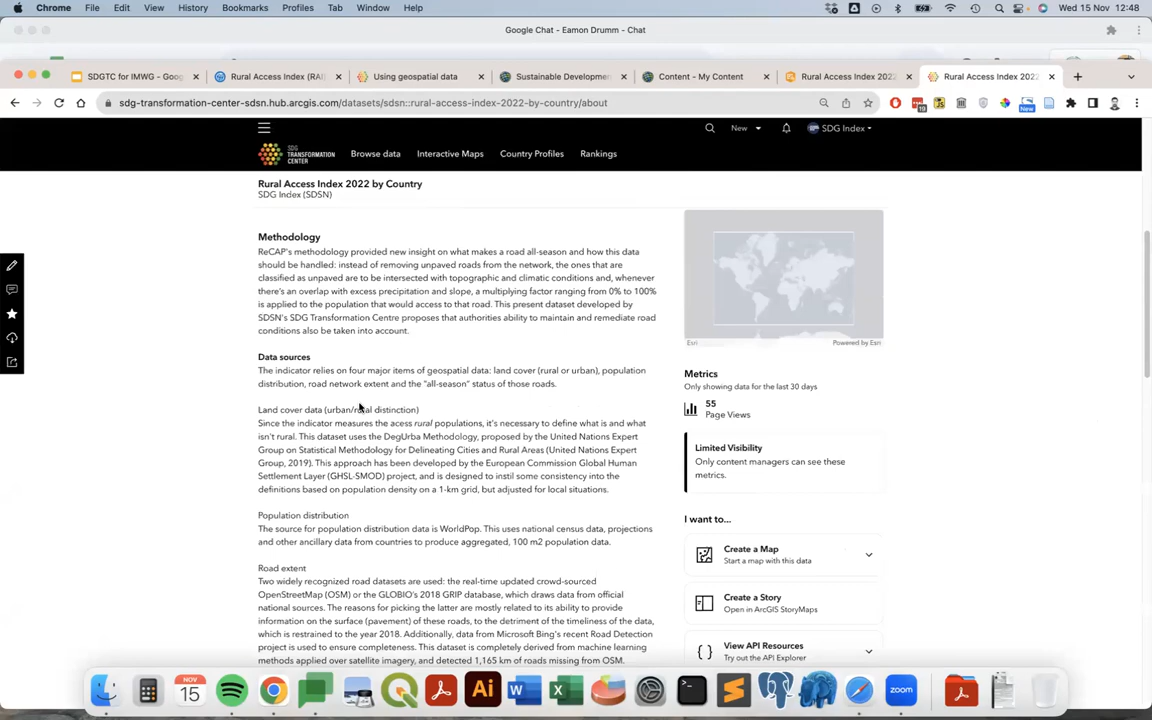 Chrome File Edit View History Bookmarks Profiles Tab Window Help Wed 15 Nov 12:48
Google Chat - Eamon Drumm - Chat
SDGTC for IMWG - Goog Rural Access Index (RAI Using geospatial data Sustainable Developmen Content - My Content Rural Access Index 2022 Rural Access Index 2022
sdg-transformation-center-sdsn.hub.arcgis.com/datasets/sdsn::rural-access-index-2022-by-country/about
New SDG Index
SDG TRANSFORMATION CENTER Browse data Interactive Maps Country Profiles Rankings
Rural Access Index 2022 by Country
SDG Index (SDSN)
Methodology
ReCAP's methodology provided new insight on what makes a road all-season and how this data
should be handled: instead of removing unpaved roads from the network, the ones that are
classified as unpaved are to be intersected with topographic and climatic conditions and, whenever
there's an overlap with excess precipitation and slope, a multiplying factor ranging from 0% to 100%
is applied to the population that would access to that road. This present dataset developed by
SDSN's SDG Transformation Centre proposes that authorities ability to maintain and remediate road
conditions also be taken into account.
Data sources
The indicator relies on four major items of geospatial data: land cover (rural or urban), population
distribution, road network extent and the "all-season" status of those roads.
Land cover data (urban/rural distinction)
Since the indicator measures the acess rural populations, it's necessary to define what is and what
isn't rural. This dataset uses the DegUrba Methodology, proposed by the United Nations Expert
Group on Statistical Methodology for Delineating Cities and Rural Areas (United Nations Expert
Group, 2019). This approach has been developed by the European Commission Global Human
Settlement Layer (GHSL-SMOD) project, and is designed to instil some consistency into the
definitions based on population density on a 1-km grid, but adjusted for local situations.
Population distribution
The source for population distribution data is WorldPop. This uses national census data, projections
and other ancillary data from countries to produce aggregated, 100 m2 population data.
Road extent
Two widely recognized road datasets are used: the real-time updated crowd-sourced
OpenStreetMap (OSM) or the GLOBIO's 2018 GRIP database, which draws data from official
national sources. The reasons for picking the latter are mostly related to its ability to provide
information on the surface (pavement) of these roads, to the detriment of the timeliness of the data,
which is restrained to the year 2018. Additionally, data from Microsoft Bing's recent Road Detection
project is used to ensure completeness. This dataset is completely derived from machine learning
methods applied over satellite imagery, and detected 1,165 km of roads missing from OSM.
Esri Powered by Esri
Metrics
Only showing data for the last 30 days
55
Page Views
Limited Visibility
Only content managers can see these
metrics.
I want to...
Create a Map
Start a map with this data
Create a Story
Open in ArcGIS StoryMaps
View API Resources
Try out the API Explorer
NOV
15
Ai
zoom